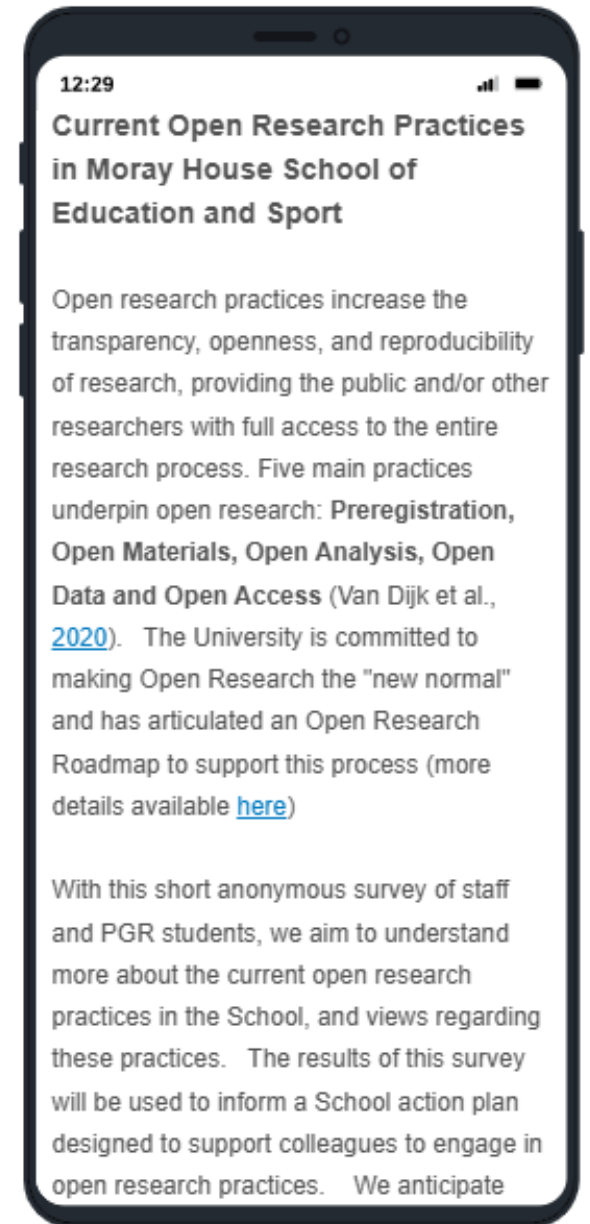 12:29
Current Open Research Practices
in Moray House School of
Education and Sport
Open research practices increase the
transparency, openness, and reproducibility
of research, providing the public and/or other
researchers with full access to the entire
research process. Five main practices
underpin open research: Preregistration,
Open Materials, Open Analysis, Open
Data and Open Access (Van Dijk et al.,
2020).   The University is committed to
making Open Research the "new normal"
and has articulated an Open Research
Roadmap to support this process (more
details available here)
With this short anonymous survey of staff
and PGR students, we aim to understand
more about the current open research
practices in the School, and views regarding
these practices.   The results of this survey
will be used to inform a School action plan
designed to support colleagues to engage in
open research practices.    We anticipate